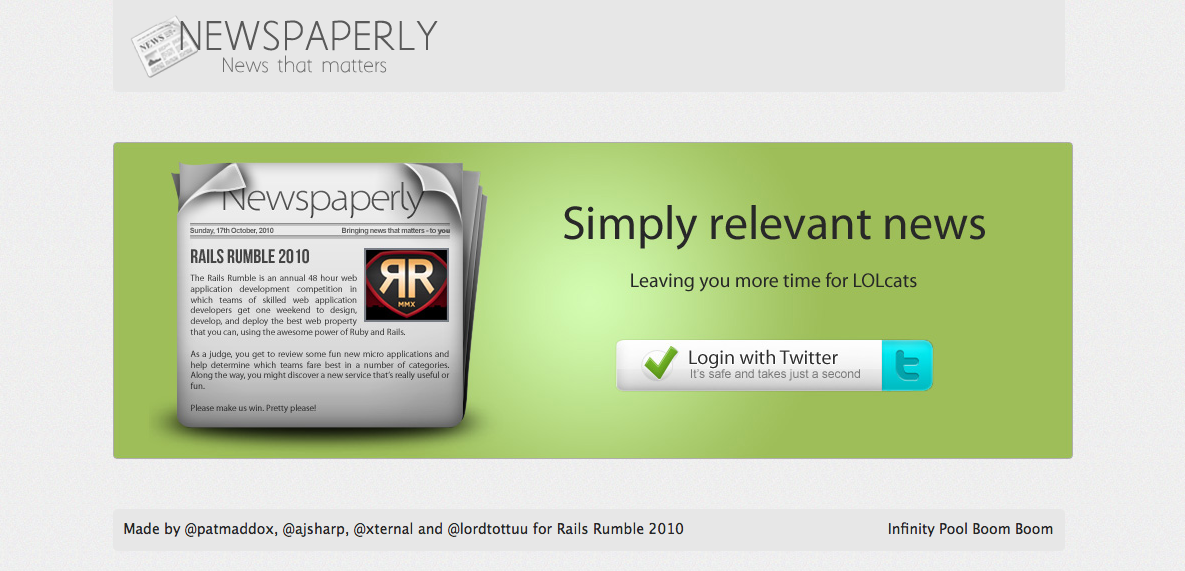 NEWS
NEWSPAPERLY
News that matters
Newspaperly
Sunday, 17th October, 2010 Bringing news that matters - to you
RAILS RUMBLE 2010
The Rails Rumble is an annual 48 hour web
application development competition in
which teams of skilled web application
developers get one weekend to design,
develop, and deploy the best web property
that you can, using the awesome power of Ruby and Rails.
RR
MMX
As a judge, you get to review some fun new micro applications and
help determine which teams fare best in a number of categories.
Along the way, you might discover a new service that's really useful or
fun.
Please make us win. Pretty please!
Simply relevant news
Leaving you more time for LOLcats
Login with Twitter
It's safe and takes just a second
t
Made by @patmaddox, @ajsharp, @xternal and @lordtottuu for Rails Rumble 2010
Infinity Pool Boom Boom